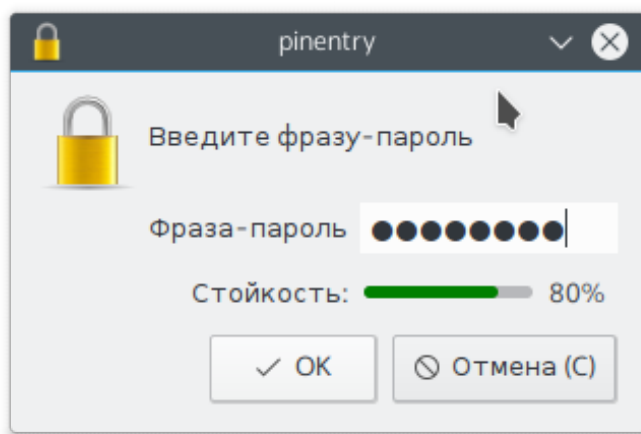 pinentry
Введите фразу-пароль
Фраза-пароль ●●●●●●●●
Стойкость: 80%
OK Отмена (C)